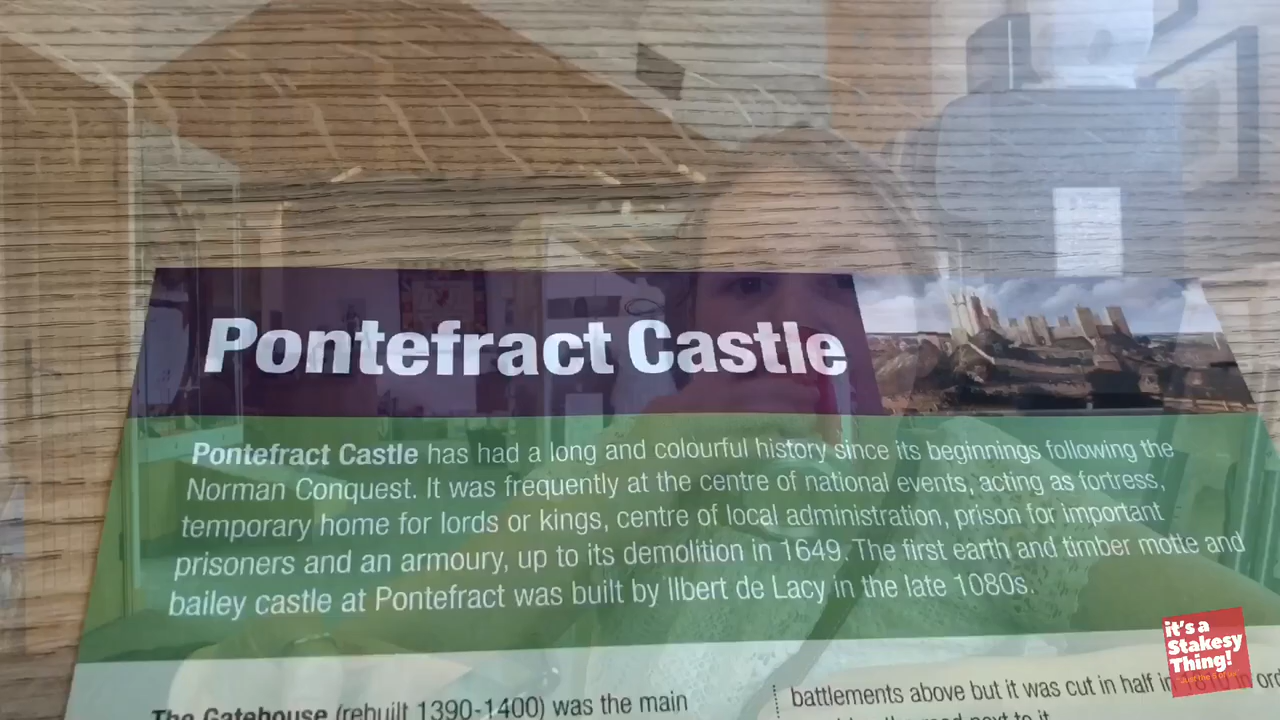 Pontefract Castle
Pontefract Castle has had a long and colourful history since its beginnings following the
Norman Conquest. It was frequently at the centre of national events, acting as fortress,
temporary home for lords or kings, centre of local administration, prison for important
prisoners and an armoury, up to its demolition in 1649. The first earth and timber motte and
bailey castle at Pontefract was built by Ilbert de Lacy in the late 1080s.
The Gatehouse (rebuilt 1390-1400) was the main
battlements above but it was cut in half in
next to it
it's a
Stakesy
Thing!